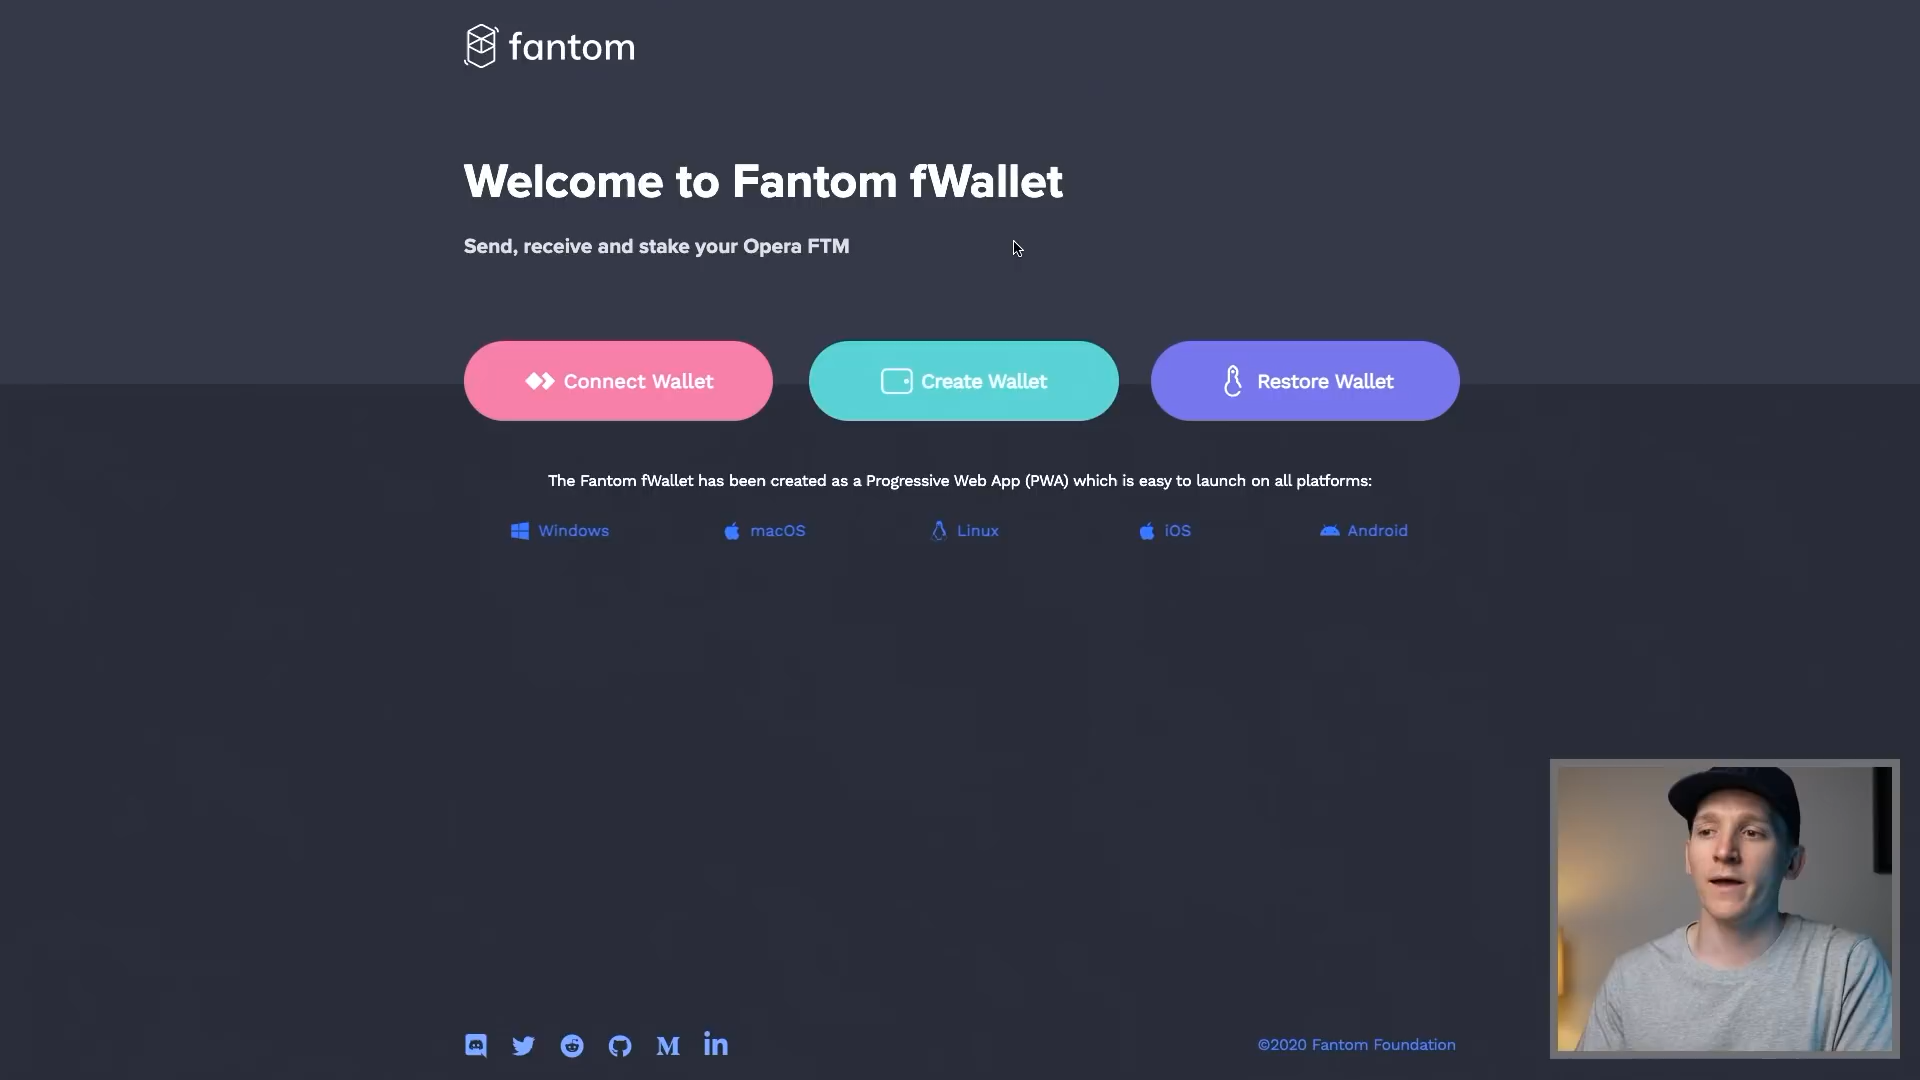 fantom
Welcome to Fantom fWallet
Send, receive and stake your Opera FTM
Connect Wallet
Create Wallet
Restore Wallet
The Fantom fWallet has been created as a Progressive Web App (PWA) which is easy to launch on all platforms:
Windows
macOS
Linux
iOS
Android
©2020 Fantom Foundation